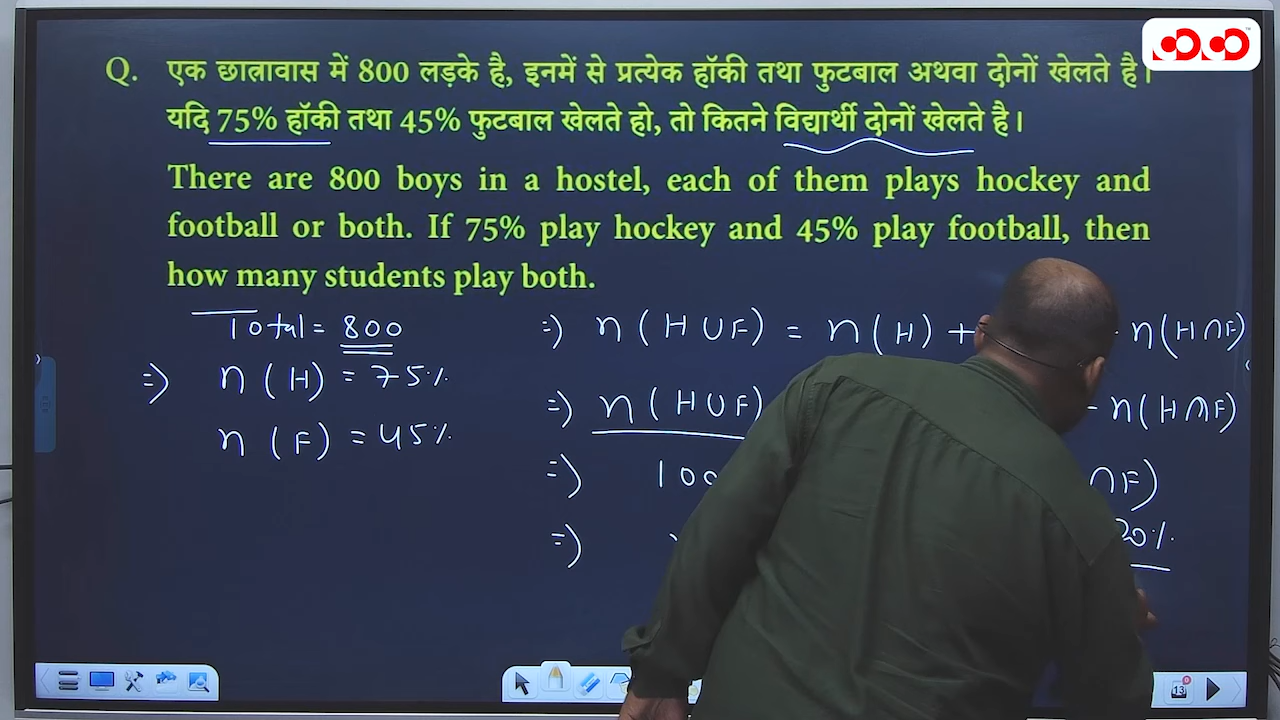 Q. एक छात्रावास में 800 लड़के है, इनमें से प्रत्येक हॉकी तथा फुटबाल अथवा दोनों खेलते है।
यदि 75% हॉकी तथा 45% फुटबाल खेलते हो, तो कितने विद्यार्थी दोनों खेलते है।
There are 800 boys in a hostel, each of them plays hockey and
football or both. If 75% play hockey and 45% play football, then
how many students play both.
Total = 800
=> n (H) = 75%
n (F) = 45%
=> n (H∪F) = n (H) + - n(H∩F)
=> n (H∪F) - n(H∩F)
=> 100 ∩F)
=> 20%
13